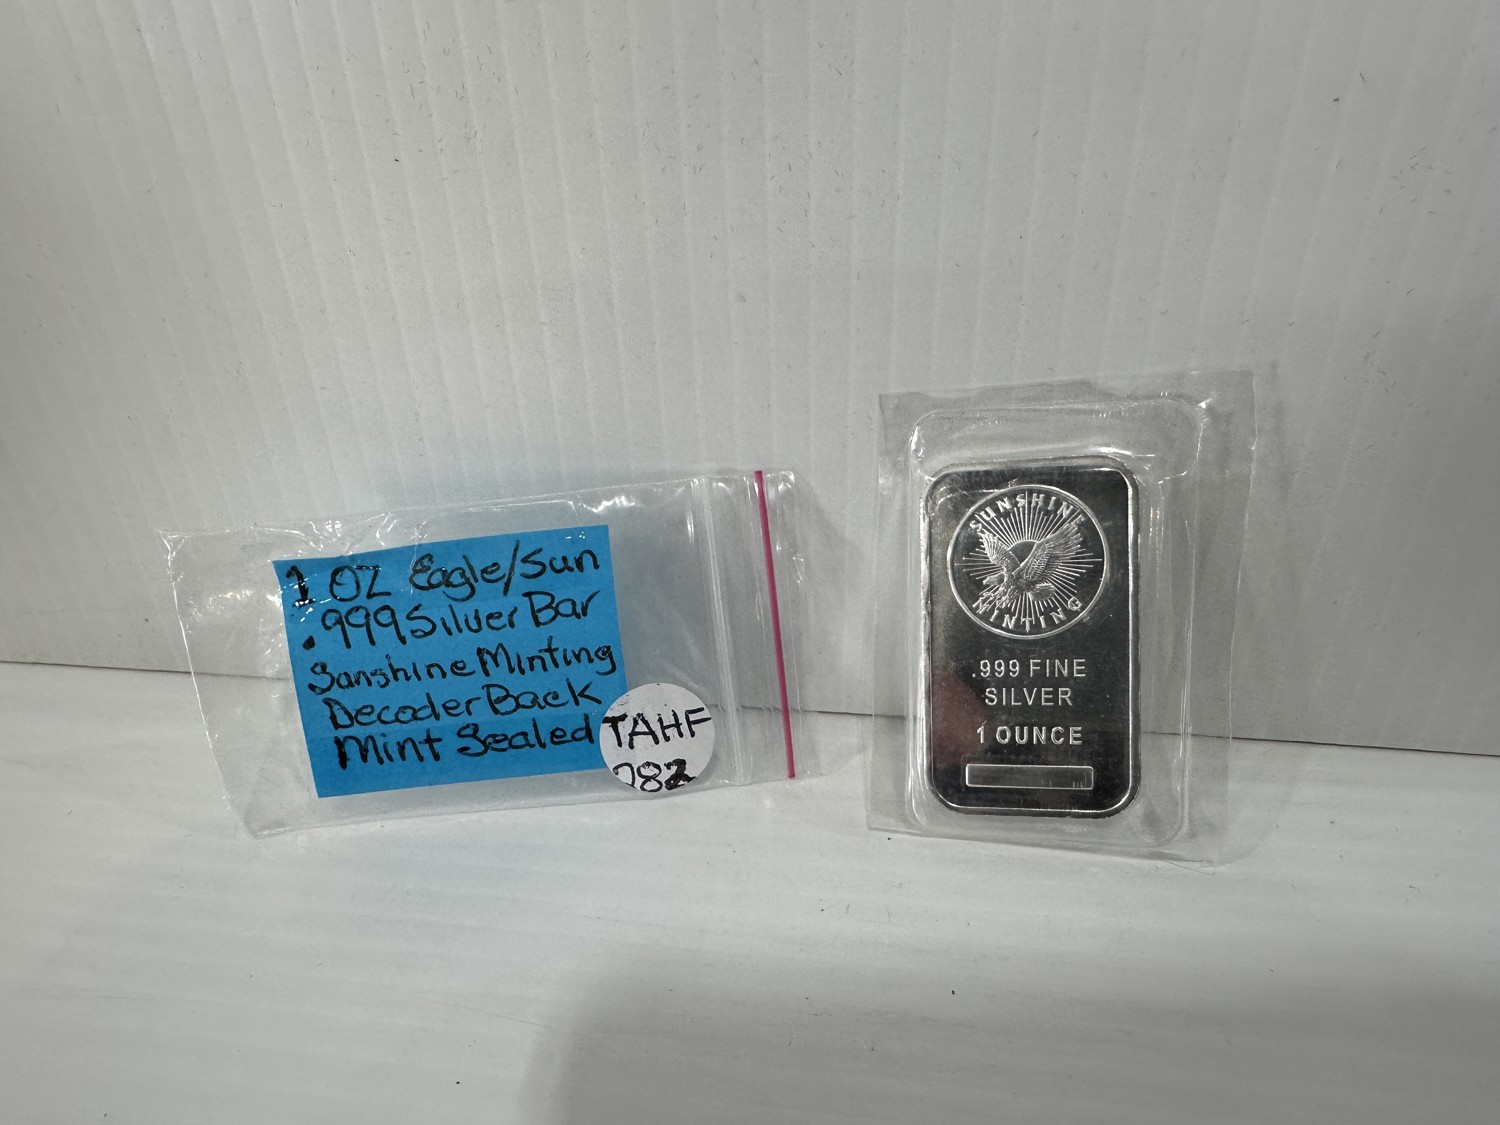 1 OZ Eagle/Sun
.999 Silver Bar
Sunshine Minting
Decoder Back
Mint Sealed
TAHF
082
SUNSHINE
MINTING
.999 FINE
SILVER
1 OUNCE